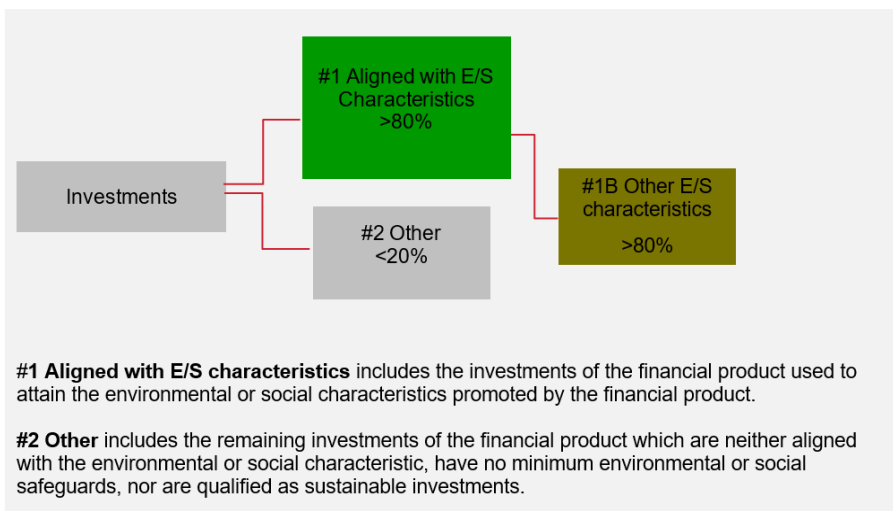 #1 Aligned with E/S
Characteristics
>80%
Investments
#1B Other E/S
characteristics
>80%
#2 Other
<20%
#1 Aligned with E/S characteristics includes the investments of the financial product used to
attain the environmental or social characteristics promoted by the financial product.
#2 Other includes the remaining investments of the financial product which are neither aligned
with the environmental or social characteristic, have no minimum environmental or social
safeguards, nor are qualified as sustainable investments.